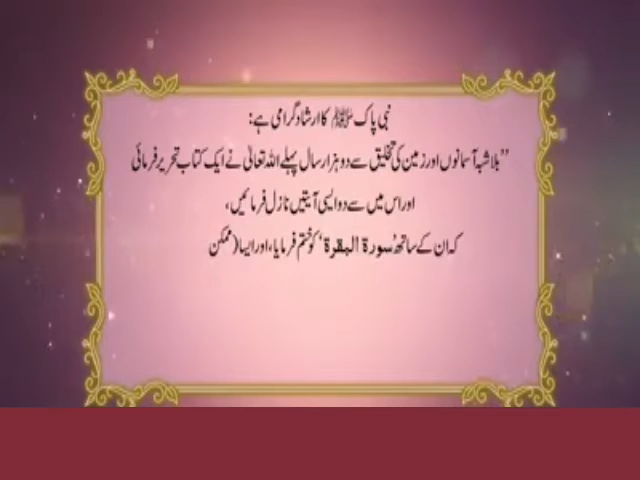 نبی پاک ﷺ کا ارشاد گرامی ہے:
”بلاشبہ آسمانوں اور زمین کی تخلیق سے دو ہزار سال پہلے اللہ تعالیٰ نے ایک کتاب تحریر فرمائی
اور اس میں سے دو ایسی آیتیں نازل فرمائیں،
کہ ان کے ساتھ ’سورۃ البقرۃ‘ کو ختم فرمایا، اور ایسا (ممکن